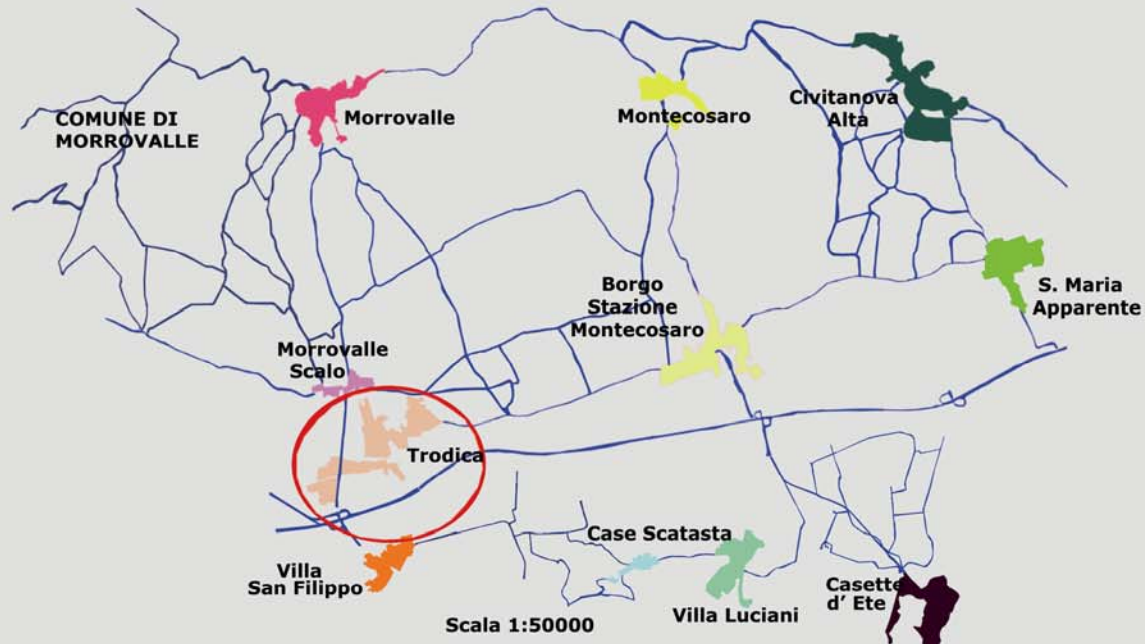 COMUNE DI
MORROVALLE
Morrovalle
Montecosaro
Civitanova
Alta
Borgo
Stazione
Montecosaro
S. Maria
Apparente
Morrovalle
Scalo
Trodica
Case Scatasta
Villa
San Filippo
Villa Luciani
Casette
d' Ete
Scala 1:50000